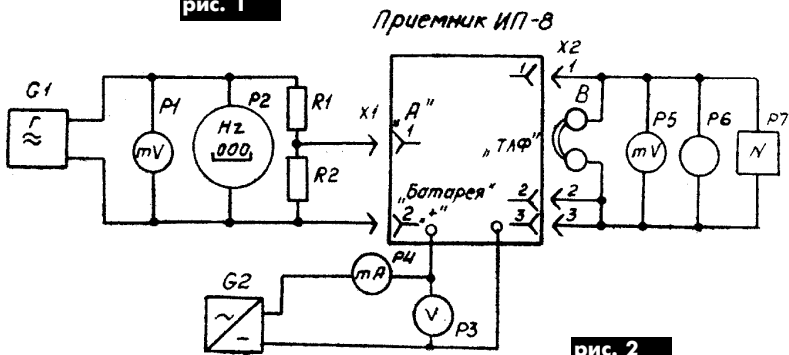 рис. 1
Приемник ИП-8
X2
G1
Г
P1
mV
P2
Hz
000
R1
R2
X1
„А"
1
1
1
B
„ТЛФ"
P5
mV
P6
P7
„Батарея"
2
„+"
2
2
3
3
G2
P4
mA
V
P3
рис. 2